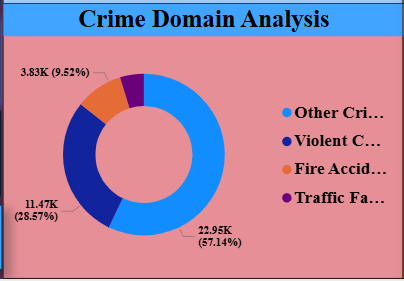 Crime Domain Analysis
3.83K (9.52%)
Other Cri...
Violent C...
Fire Accid...
Traffic Fa...
11.47K
(28.57%)
22.95K
(57.14%)